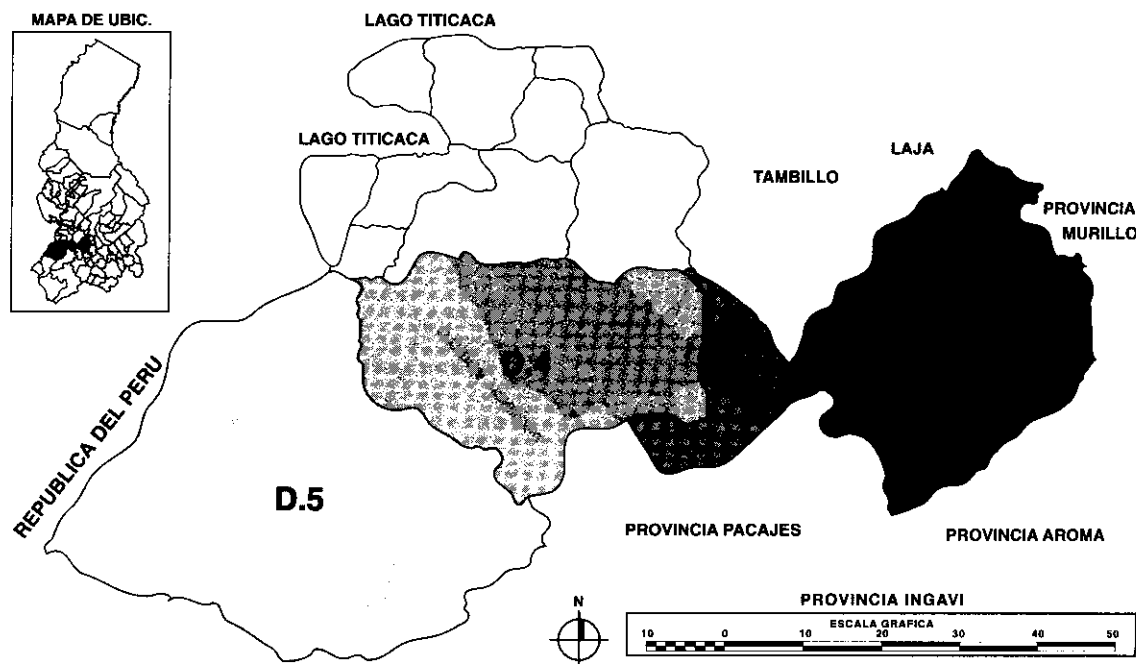 MAPA DE UBIC.
LAGO TITICACA
LAGO TITICACA
LAJA
TAMBILLO
PROVINCIA
MURILLO
REPUBLICA DEL PERU
D.5
PROVINCIA PACAJES
PROVINCIA AROMA
N
PROVINCIA INGAVI
ESCALA GRAFICA
10 0 10 20 30 40 50